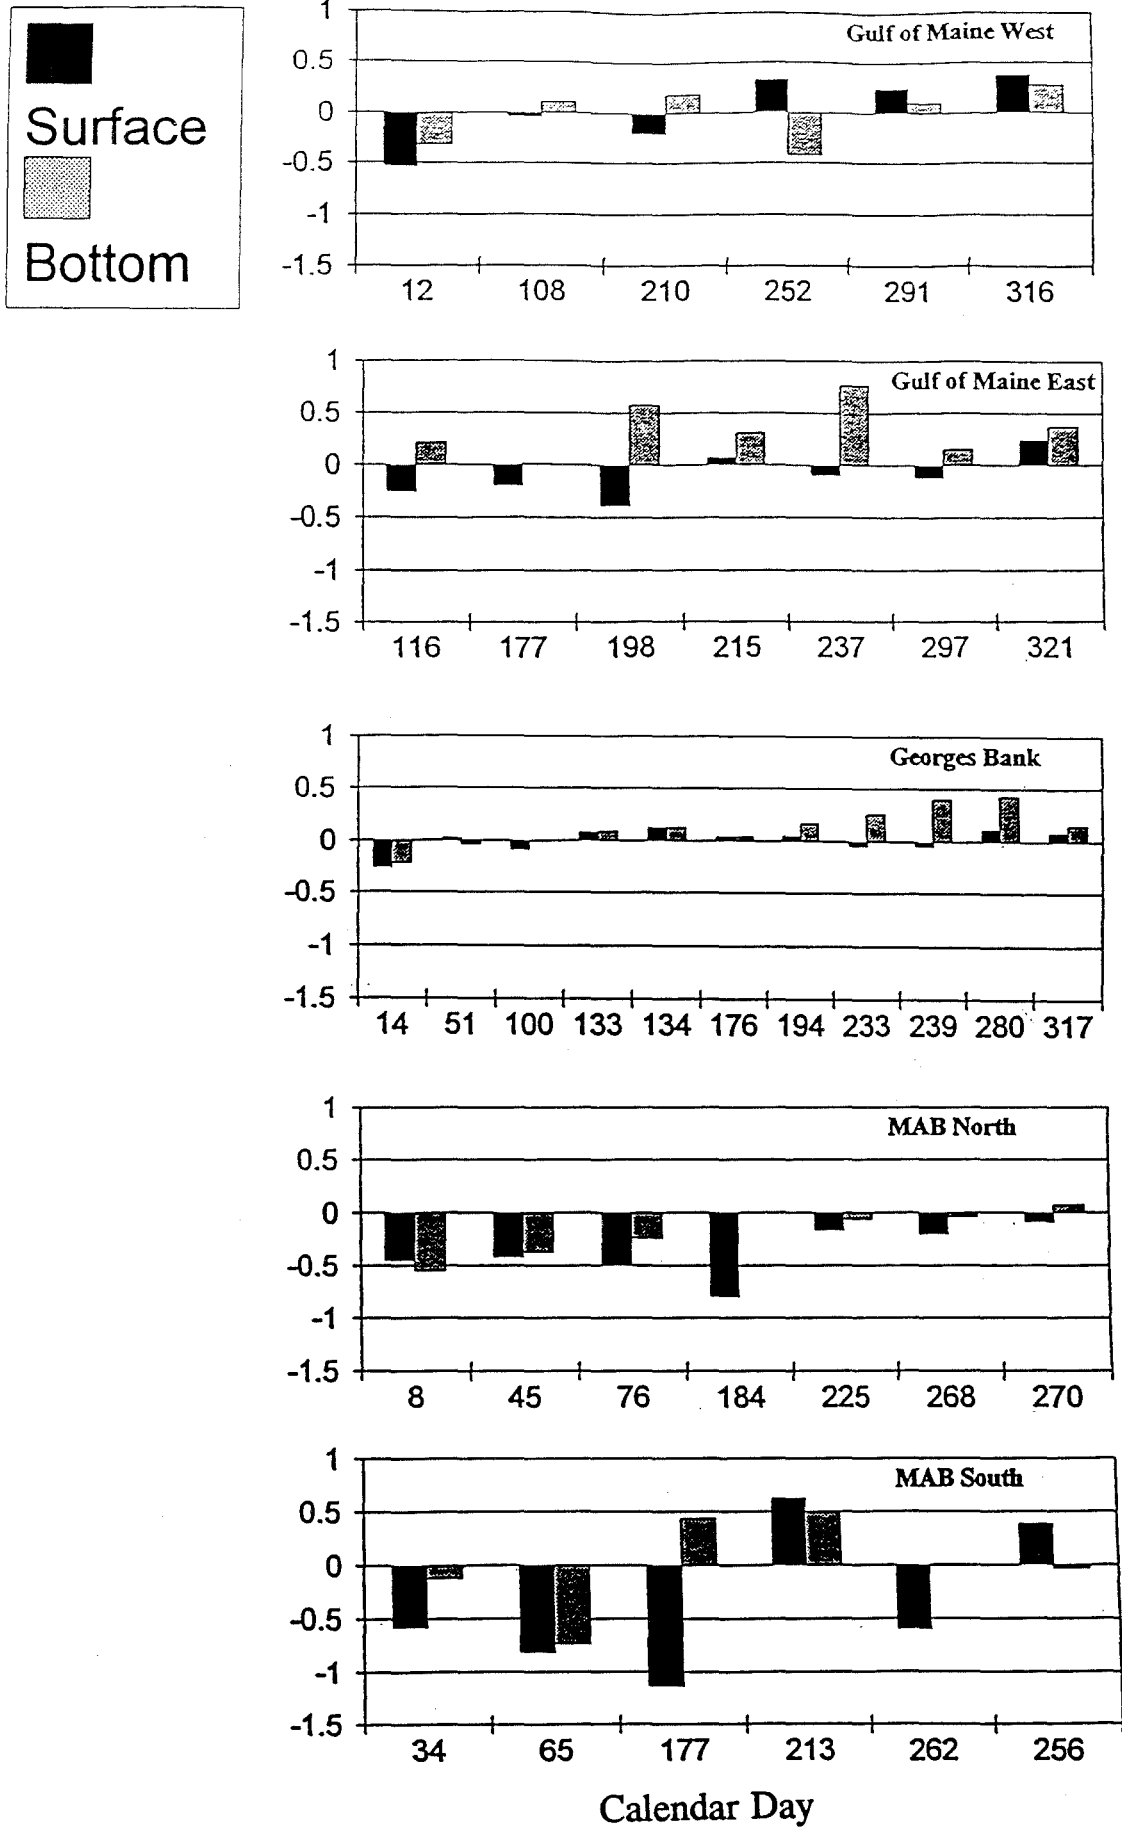 Surface
Bottom
Gulf of Maine West
1
0.5
0
-0.5
-1
-1.5
12 108 210 252 291 316
Gulf of Maine East
1
0.5
0
-0.5
-1
-1.5
116 177 198 215 237 297 321
Georges Bank
1
0.5
0
-0.5
-1
-1.5
14 51 100 133 134 176 194 233 239 280 317
MAB North
1
0.5
0
-0.5
-1
-1.5
8 45 76 184 225 268 270
MAB South
1
0.5
0
-0.5
-1
-1.5
34 65 177 213 262 256
Calendar Day